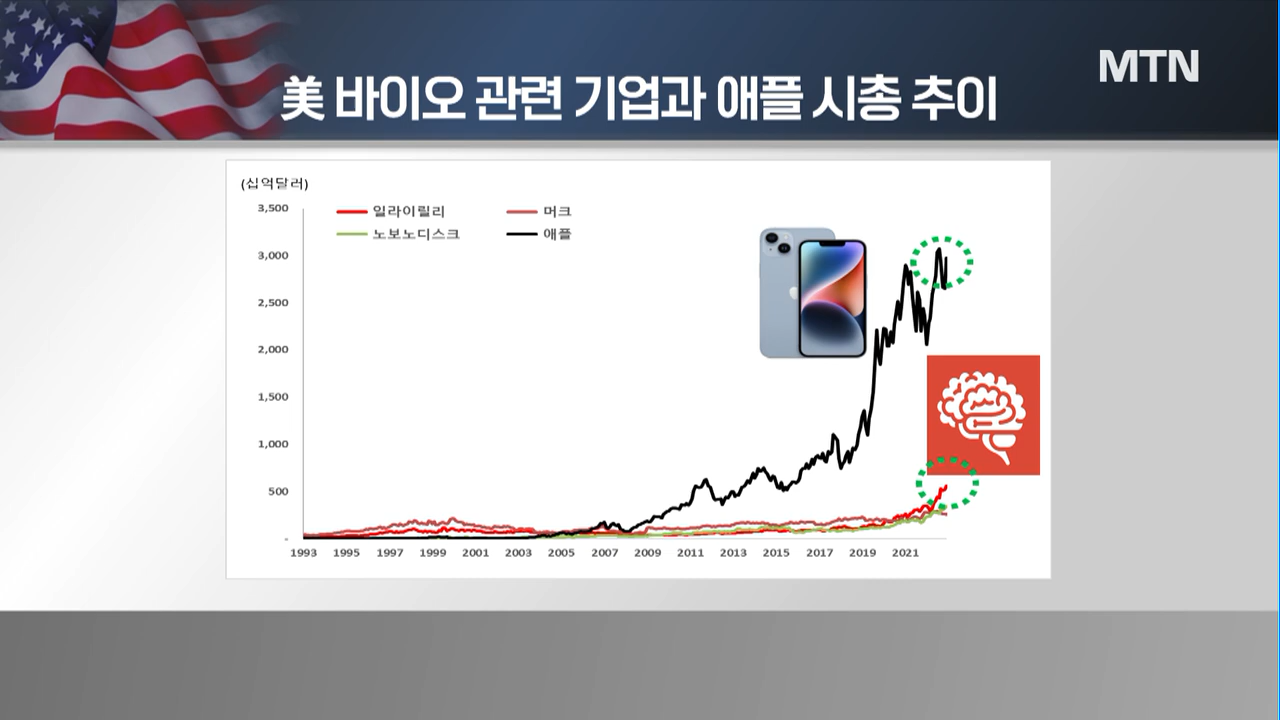 美 바이오 관련 기업과 애플 시총 추이
MTN
(십억달러)
일라이릴리
머크
노보노디스크
애플
3,500
3,000
2,500
2,000
1,500
1,000
500
-
1993 1995 1997 1999 2001 2003 2005 2007 2009 2011 2013 2015 2017 2019 2021